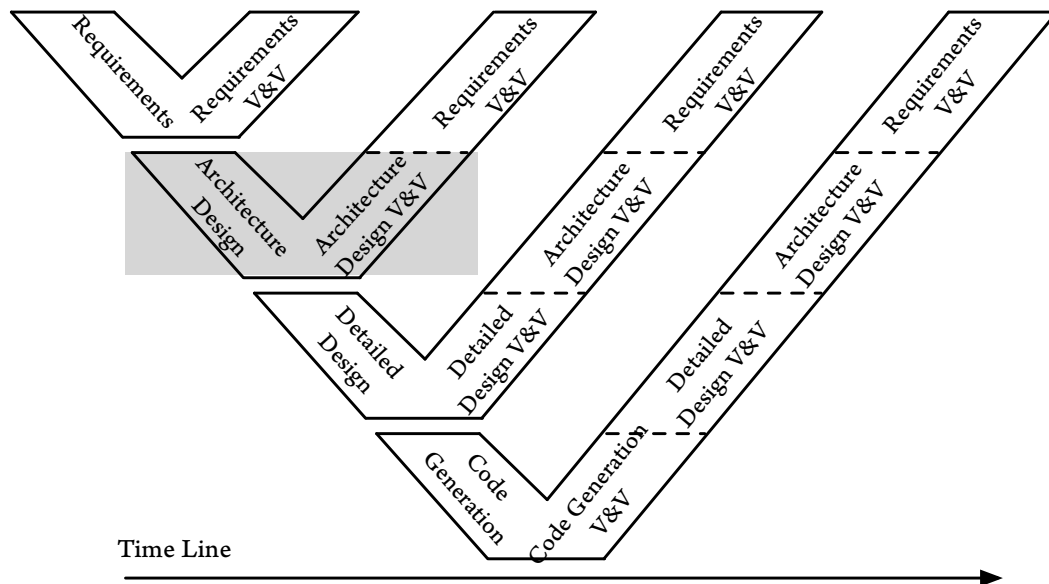 Requirements
Requirements
V&V
Requirements
V&V
Requirements
V&V
Requirements
V&V
Architecture
Design
Architecture
Design V&V
Architecture
Design V&V
Architecture
Design V&V
Detailed
Design
Detailed
Design V&V
Detailed
Design V&V
Code
Generation
Code Generation
V&V
Time Line